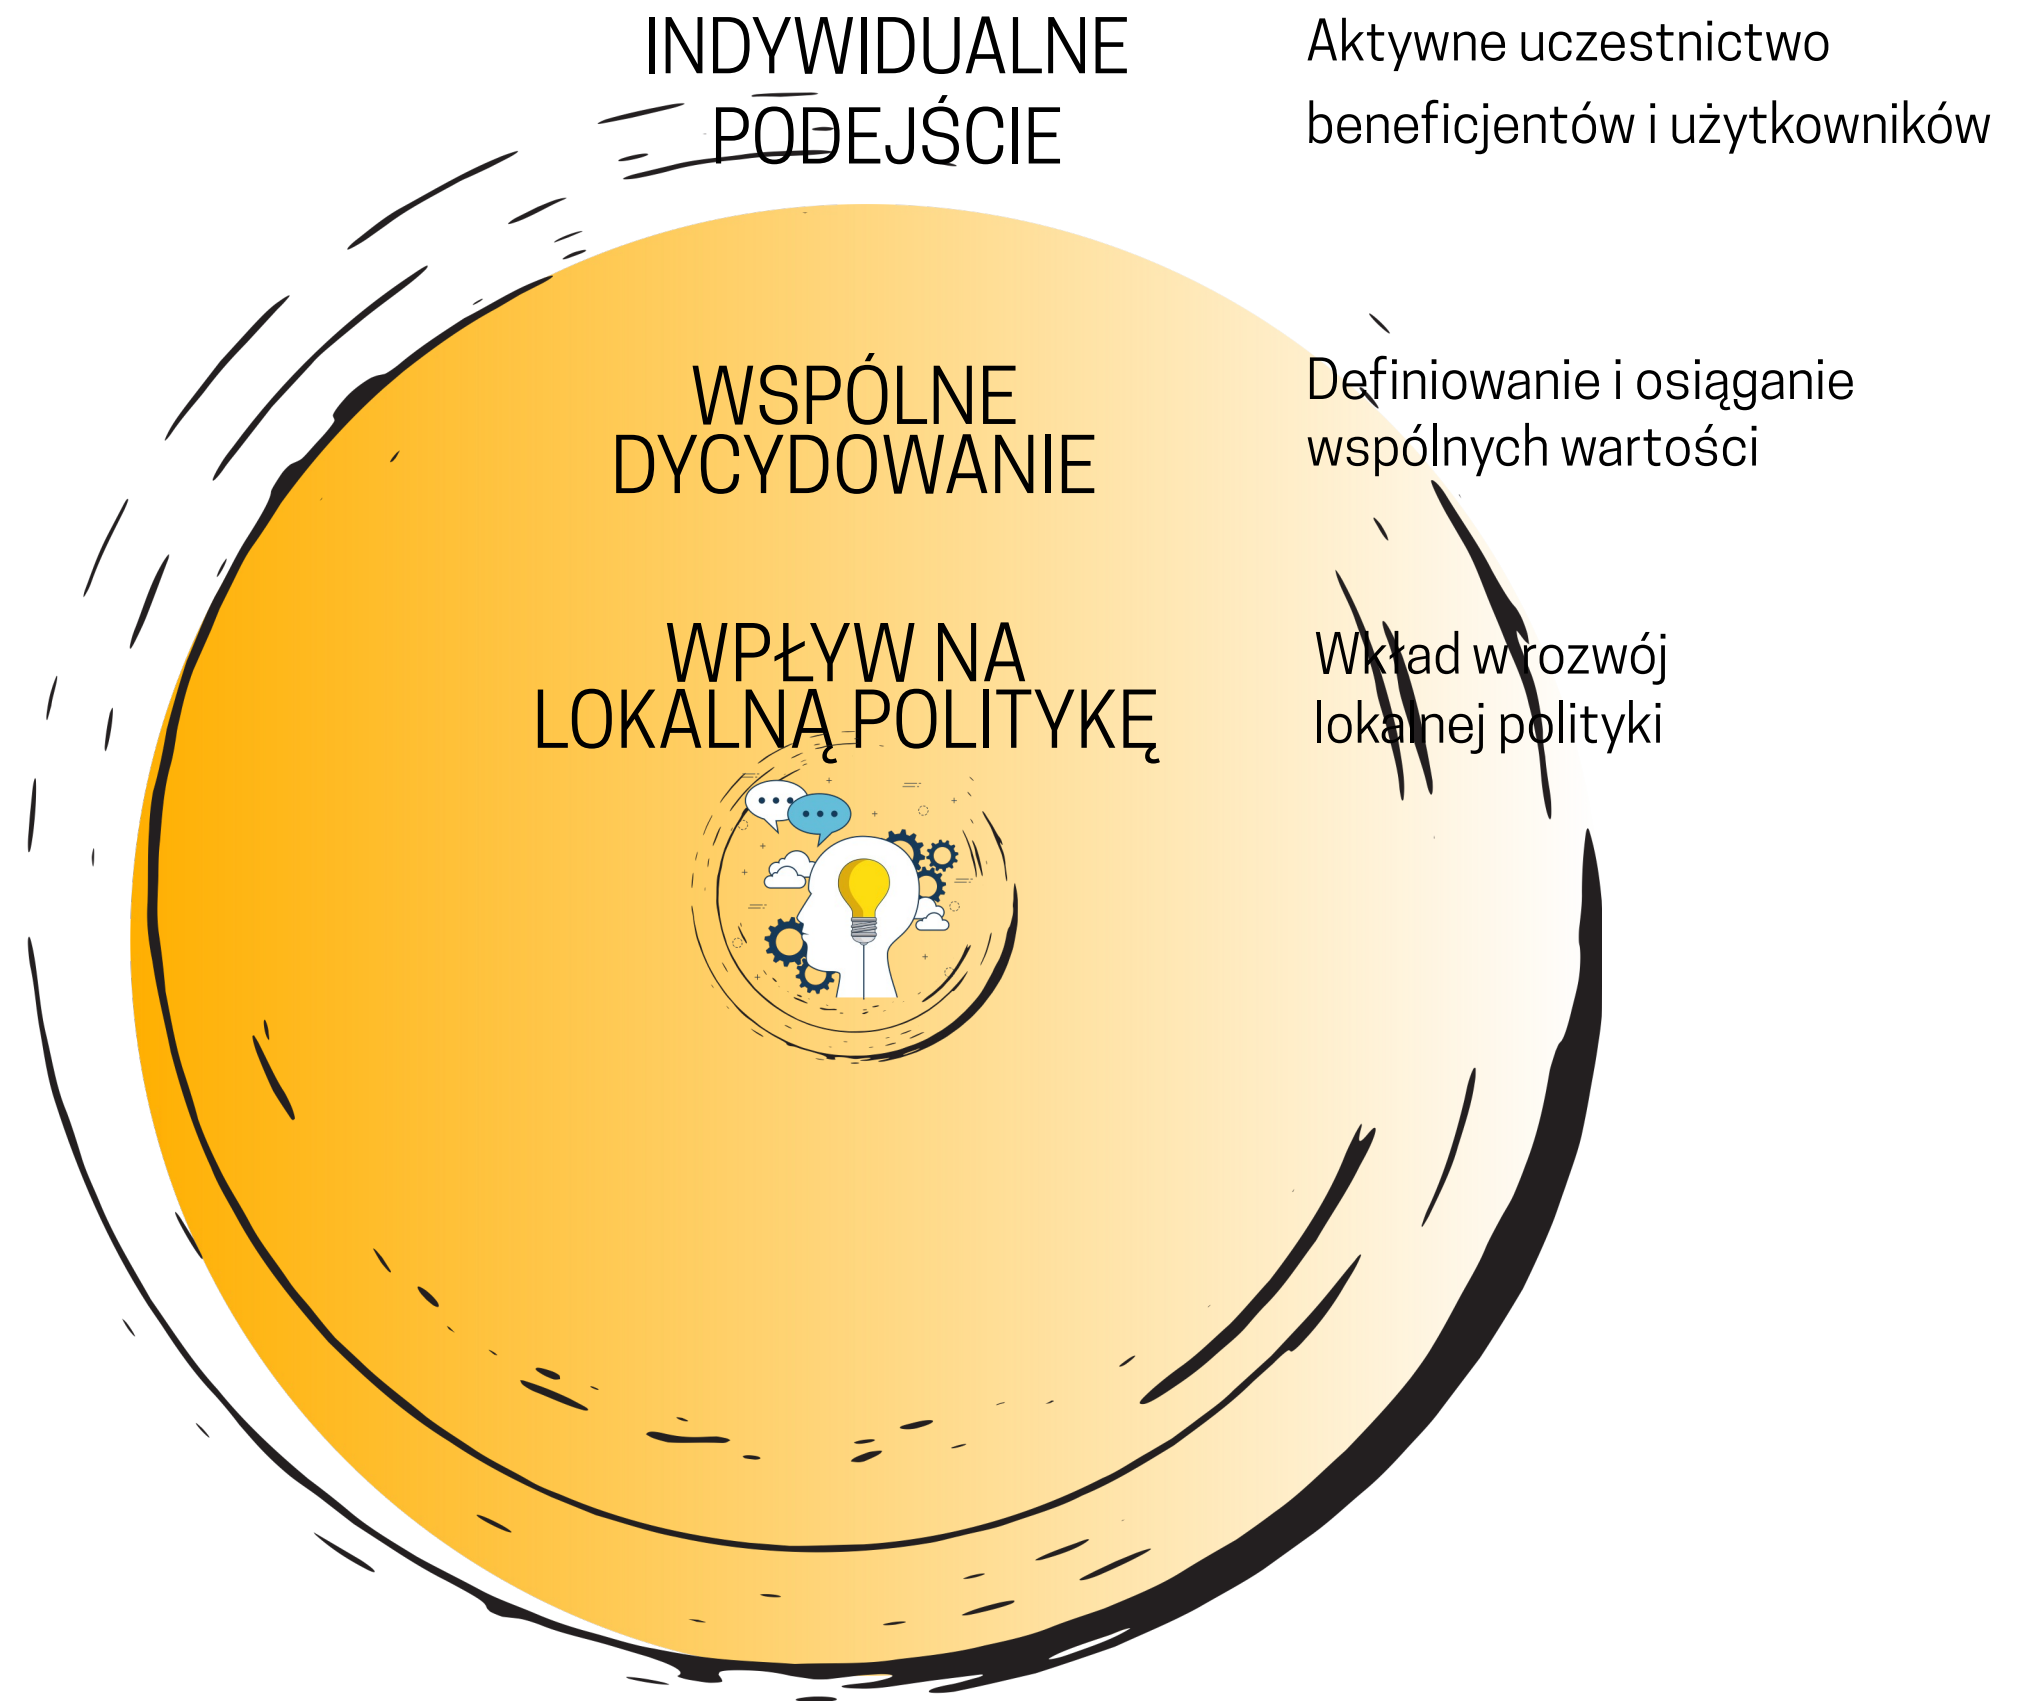 INDYWIDUALNE
PODEJŚCIE
Aktywne uczestnictwo
beneficjentów i użytkowników
WSPÓLNE
DYCYDOWANIE
Definiowanie i osiąganie
wspólnych wartości
WPŁYW NA
LOKALNĄ POLITYKĘ
Wkład w rozwój
lokalnej polityki